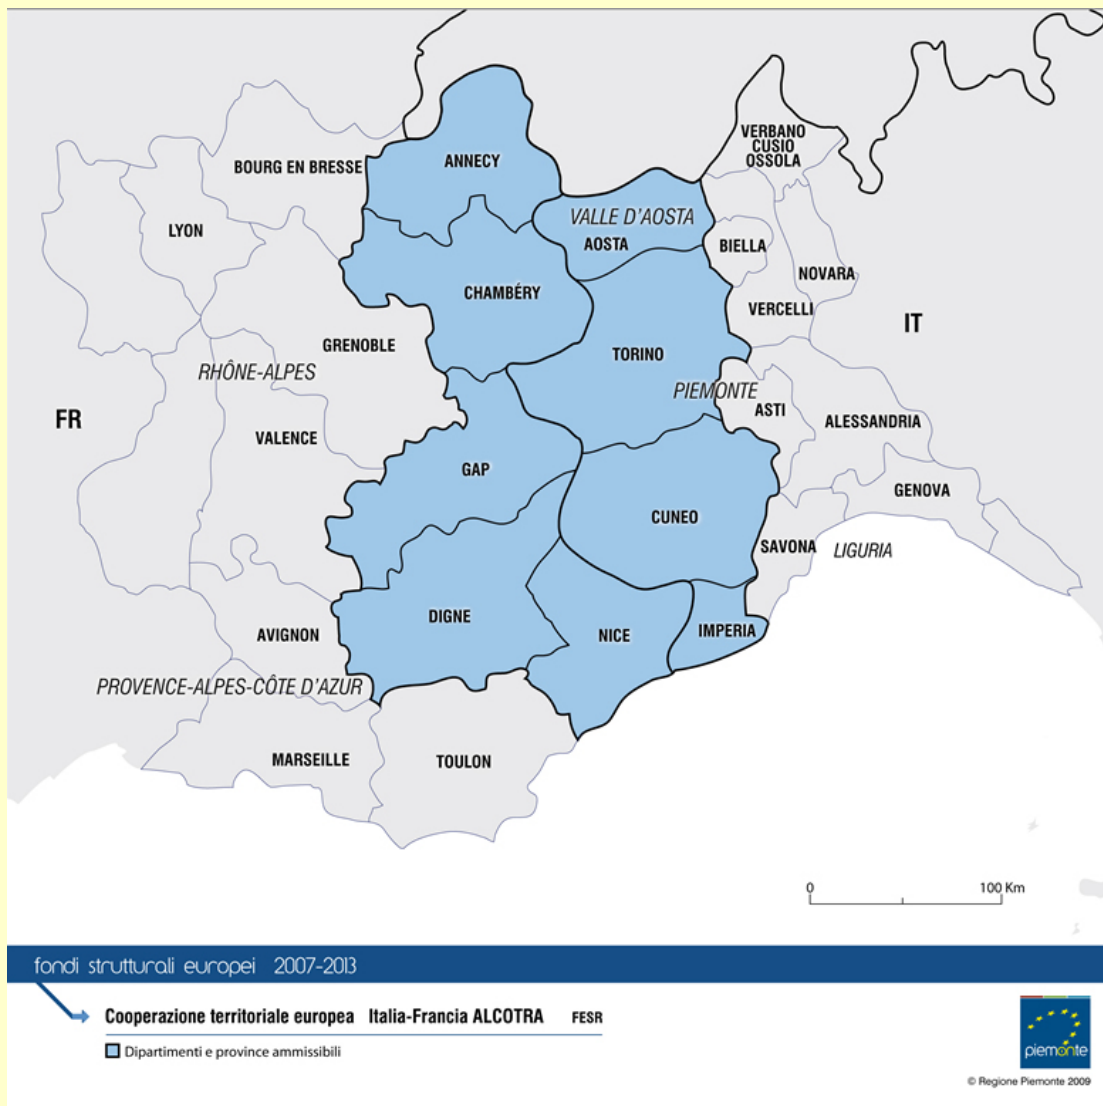 VERBANO
CUSIO
OSSOLA
ANNECY
BOURG EN BRESSE
VALLE D'AOSTA
LYON
AOSTA
BIELLA
NOVARA
CHAMBÉRY
VERCELLI
IT
GRENOBLE
TORINO
RHÔNE-ALPES
PIEMONTE
ASTI
FR
ALESSANDRIA
VALENCE
GAP
GENOVA
CUNEO
SAVONA
LIGURIA
DIGNE
IMPERIA
AVIGNON
NICE
PROVENCE-ALPES-CÔTE D'AZUR
MARSEILLE
TOULON
0 100 Km
fondi strutturali europei 2007-2013
Cooperazione territoriale europea Italia-Francia ALCOTRA FESR
Dipartimenti e province ammissibili
piemonte
© Regione Piemonte 2009